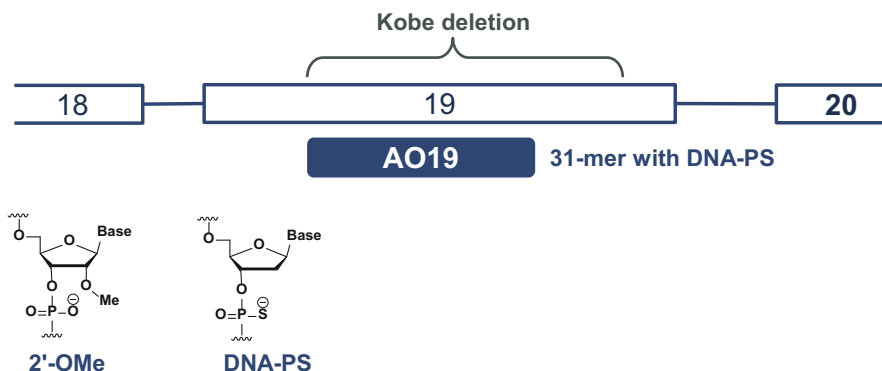 Kobe deletion
18 19 20
AO19 31-mer with DNA-PS
O Base
O
O O
O=P–O⊖ Me
O Base
O
O
O=P–S⊖
2'-OMe DNA-PS